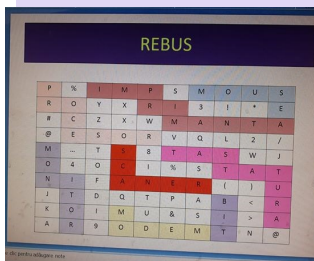 REBUS
P % I M P S M O U S
R O Y X R I 3 I * E
# C Z X W M A N T A
@ E S O R V Q L 2 /
M ... T S 8 T A S W J
O 4 O C I % S T A T
N I F A N E R ( ) U
J T D Q T P A B < R
K O I M U & S I > A
A R 9 O D E M T N @